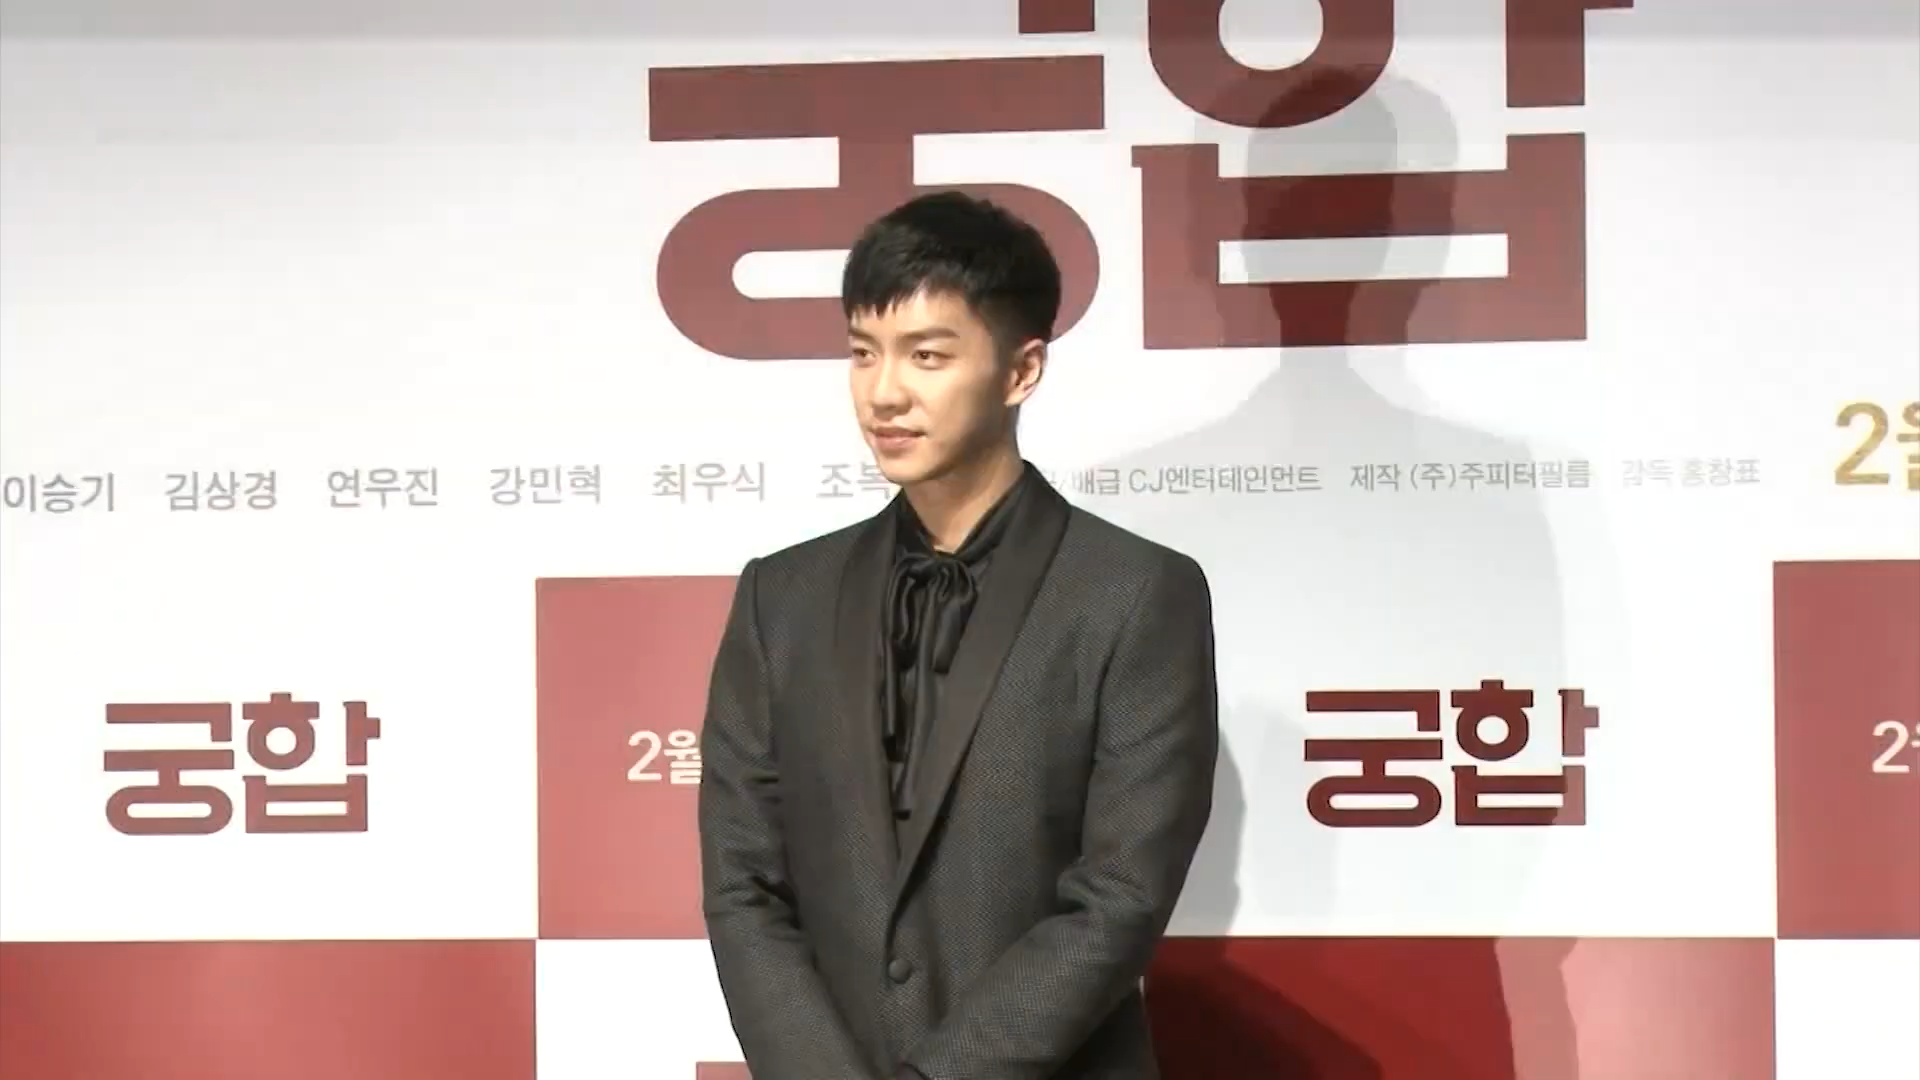 궁합
이승기 김상경 연우진 강민혁 최우식 조복
배급 CJ엔터테인먼트 제작 (주)주피터필름 감독 홍창표
2월
궁합
2월
궁합